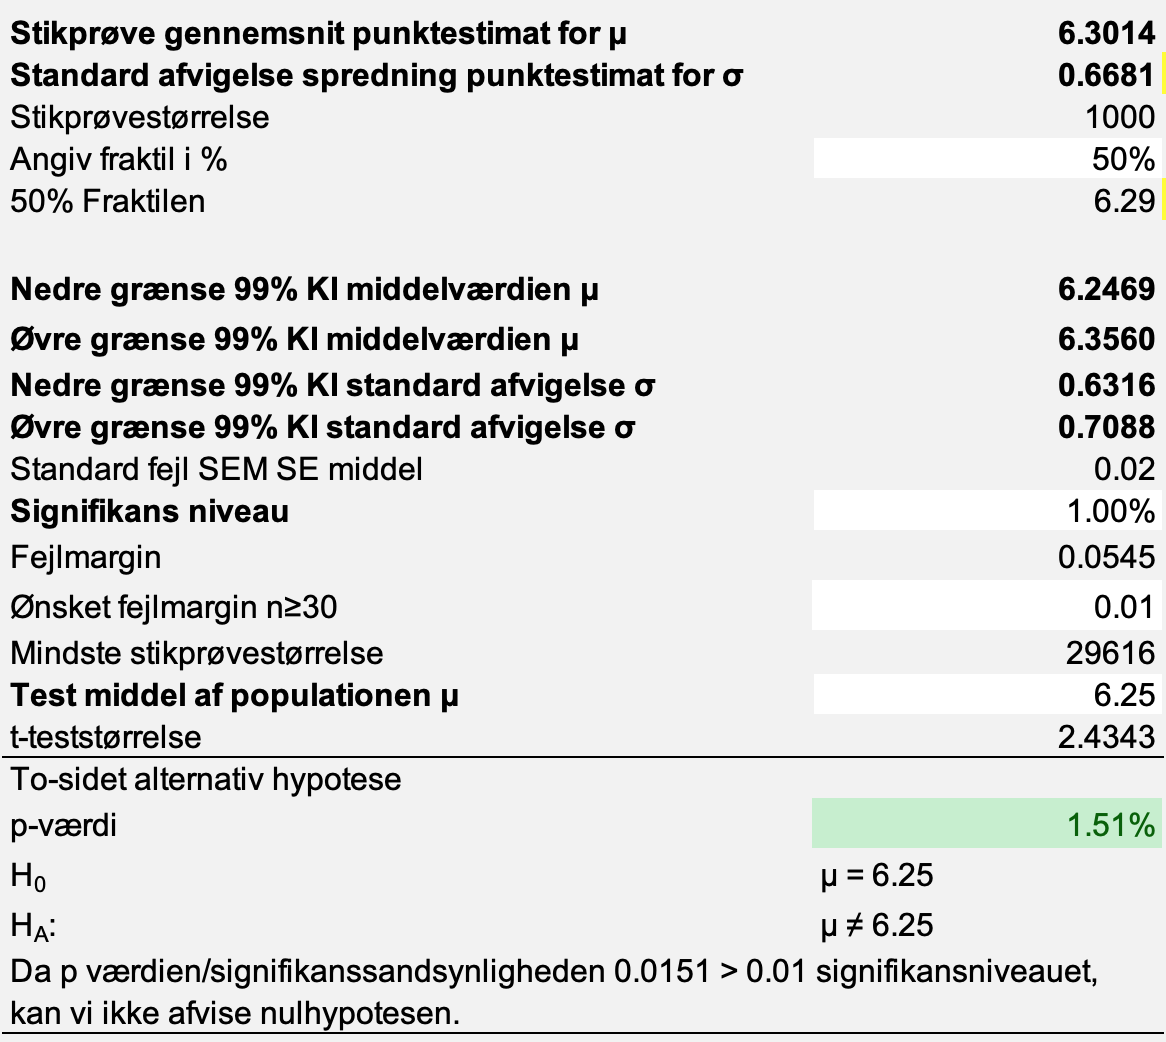 Stikprøve gennemsnit punktestimat for µ 6.3014
Standard afvigelse spredning punktestimat for σ 0.6681
Stikprøvestørrelse 1000
Angiv fraktil i % 50%
50% Fraktilen 6.29
Nedre grænse 99% KI middelværdien µ 6.2469
Øvre grænse 99% KI middelværdien µ 6.3560
Nedre grænse 99% KI standard afvigelse σ 0.6316
Øvre grænse 99% KI standard afvigelse σ 0.7088
Standard fejl SEM SE middel 0.02
Signifikans niveau 1.00%
Fejlmargin 0.0545
Ønsket fejlmargin n≥30 0.01
Mindste stikprøvestørrelse 29616
Test middel af populationen µ 6.25
t-teststørrelse 2.4343
To-sidet alternativ hypotese
p-værdi 1.51%
H₀ µ = 6.25
H_A: µ ≠ 6.25
Da p værdien/signifikanssandsynligheden 0.0151 > 0.01 signifikansniveauet,
kan vi ikke afvise nulhypotesen.